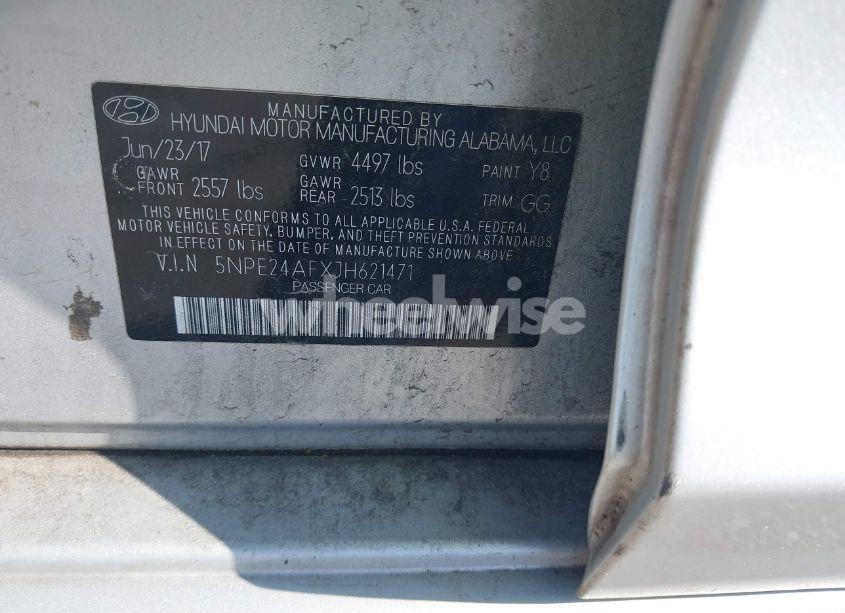 MANUFACTURED BY
HYUNDAI MOTOR MANUFACTURING ALABAMA, LLC
Jun/23/17 GVWR 4497 lbs PAINT Y8
GAWR FRONT 2557 lbs GAWR REAR 2513 lbs TRIM GG
THIS VEHICLE CONFORMS TO ALL APPLICABLE U.S.A. FEDERAL
MOTOR VEHICLE SAFETY, BUMPER, AND THEFT PREVENTION STANDARDS
IN EFFECT ON THE DATE OF MANUFACTURE SHOWN ABOVE.
V.I.N 5NPE24AFXJH621471
PASSENGER CAR
wheelwise